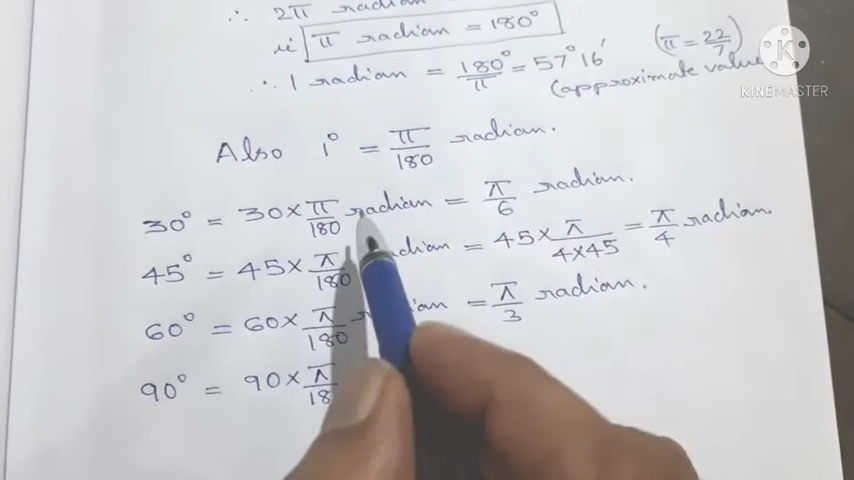 ∴ 2π radian
ie π radian = 180°
∴ 1 radian = 180°/π = 57°16' (π = 22/7)
(approximate value
KINEMASTER
Also 1° = π/180 radian.
30° = 30 × π/180 radian = π/6 radian.
45° = 45 × π/180 radian = 45 × π/4×45 = π/4 radian.
60° = 60 × π/180 = π/3 radian.
90° = 90 × π/18